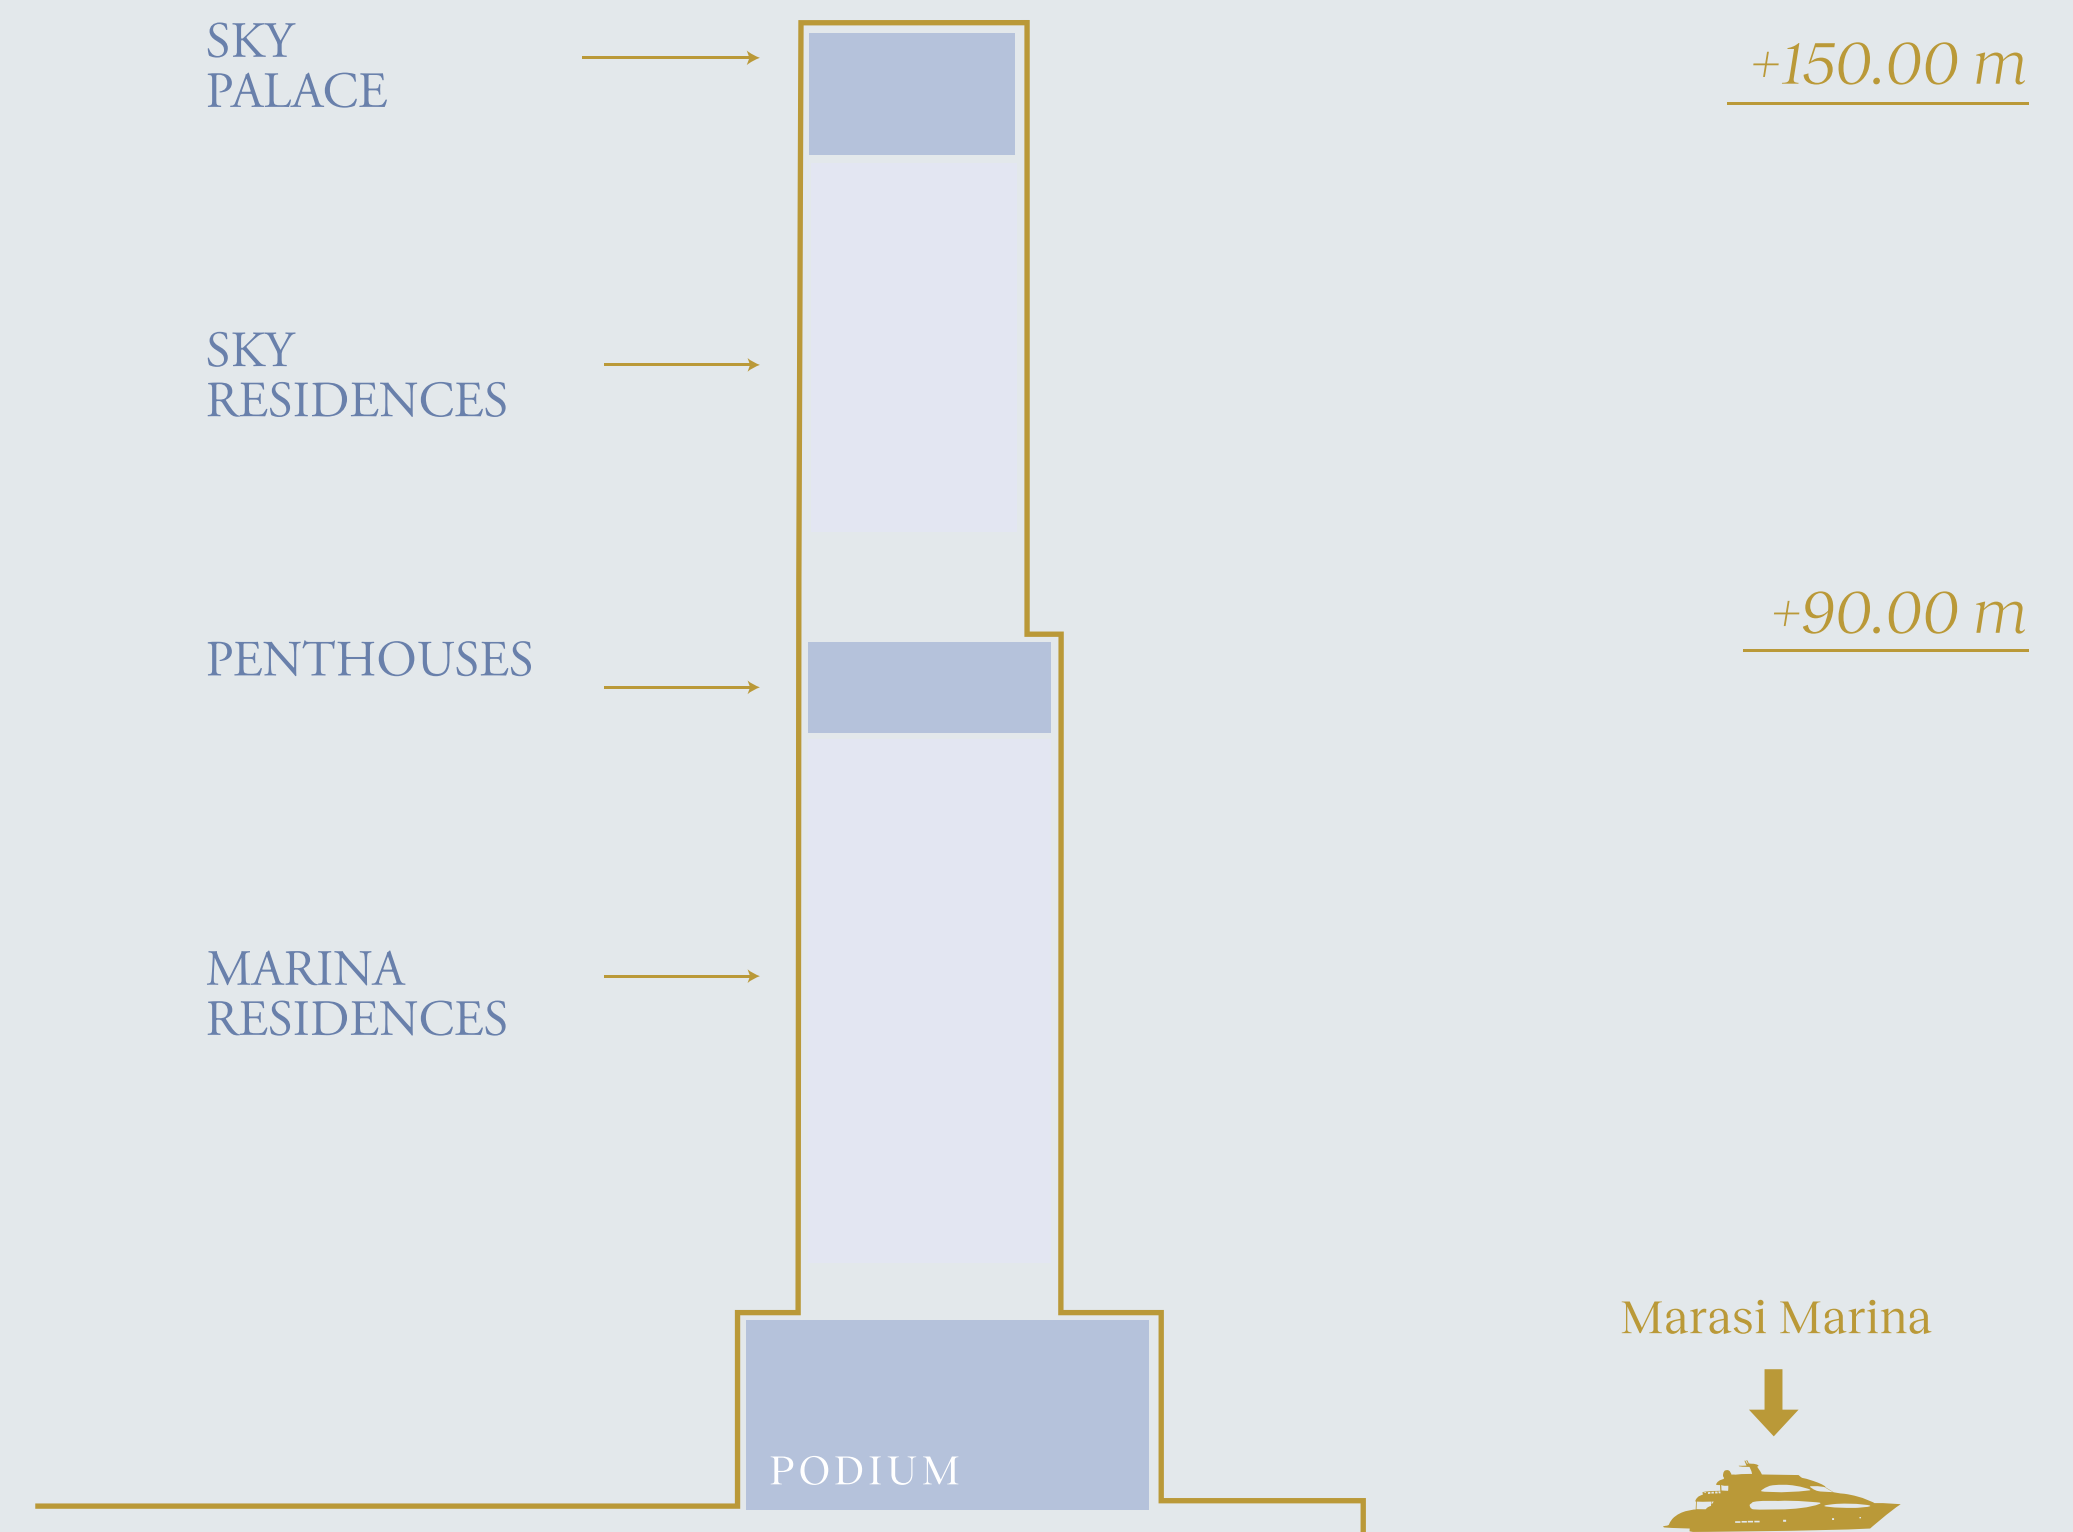 SKY
PALACE
+150.00 m
SKY
RESIDENCES
+90.00 m
PENTHOUSES
MARINA
RESIDENCES
Marasi Marina
PODIUM